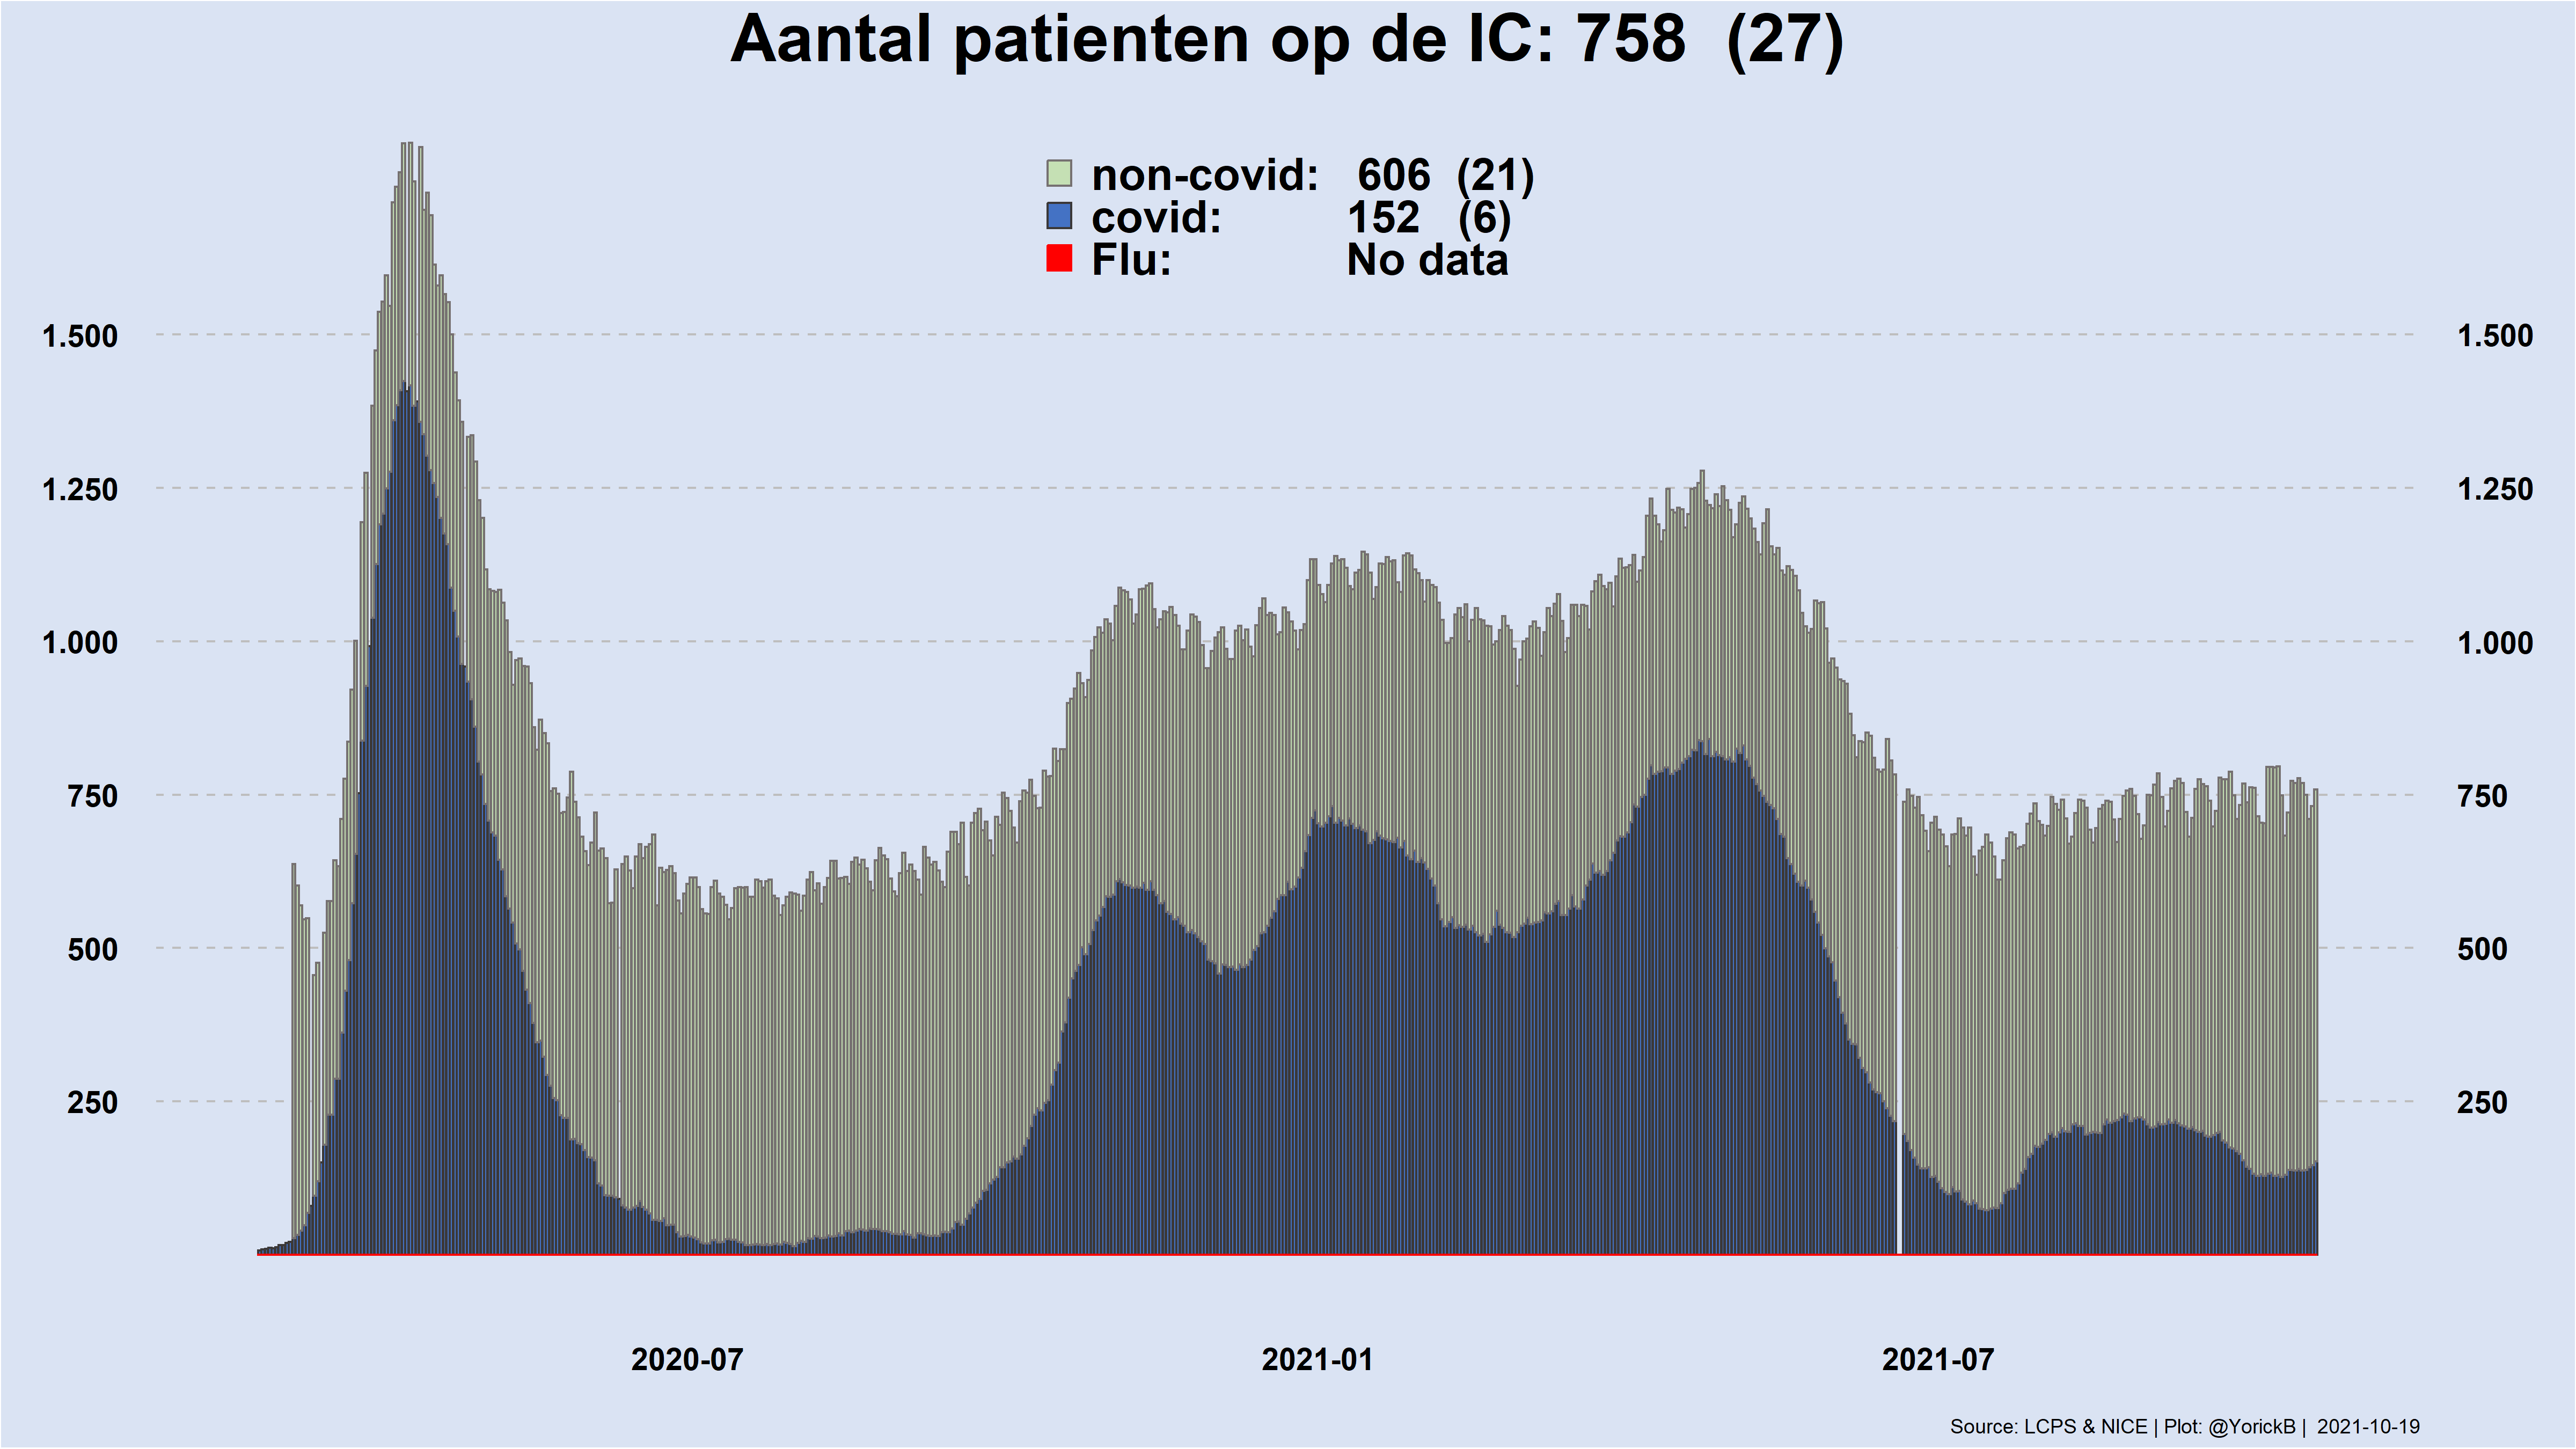 Aantal patienten op de IC: 758 (27)
non-covid: 606 (21)
covid: 152 (6)
Flu: No data
1.500 1.500
1.250 1.250
1.000 1.000
750 750
500 500
250 250
2020-07 2021-01 2021-07
Source: LCPS & NICE | Plot: @YorickB | 2021-10-19